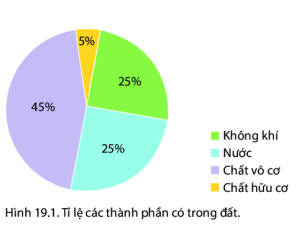 5%
25%
45%
25%
Không khí
Nước
Chất vô cơ
Chất hữu cơ
Hình 19.1. Tỉ lệ các thành phần có trong đất.